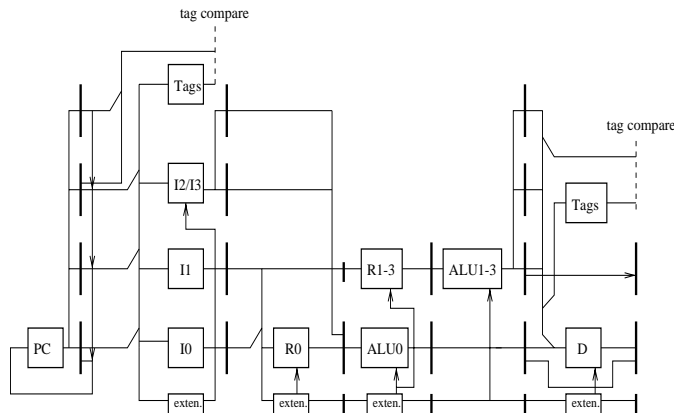 tag compare
Tags
tag compare
I2/I3
Tags
I1
R1-3
ALU1-3
PC
I0
R0
ALU0
D
exten.
exten.
exten.
exten.